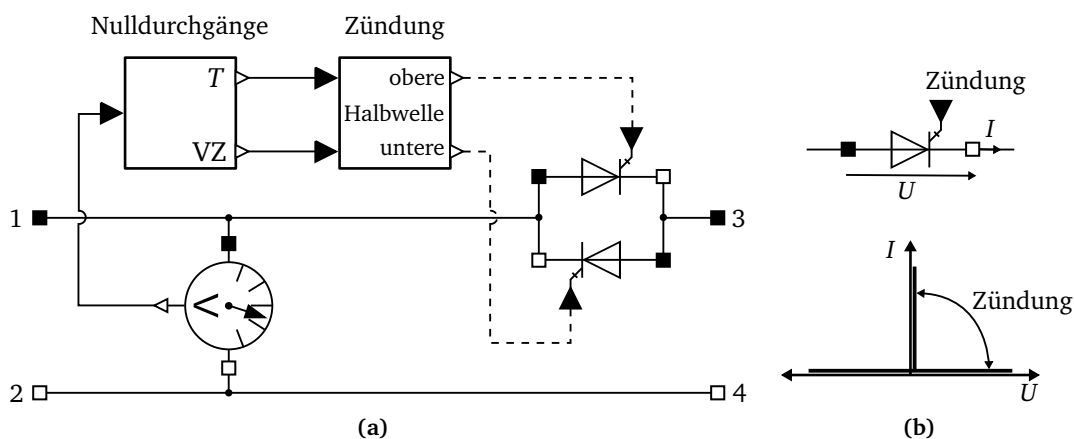 Nulldurchgänge
Zündung
T
VZ
obere
Halbwelle
untere
1
3
V
2
4
(a)
Zündung
I
U
I
Zündung
U
(b)